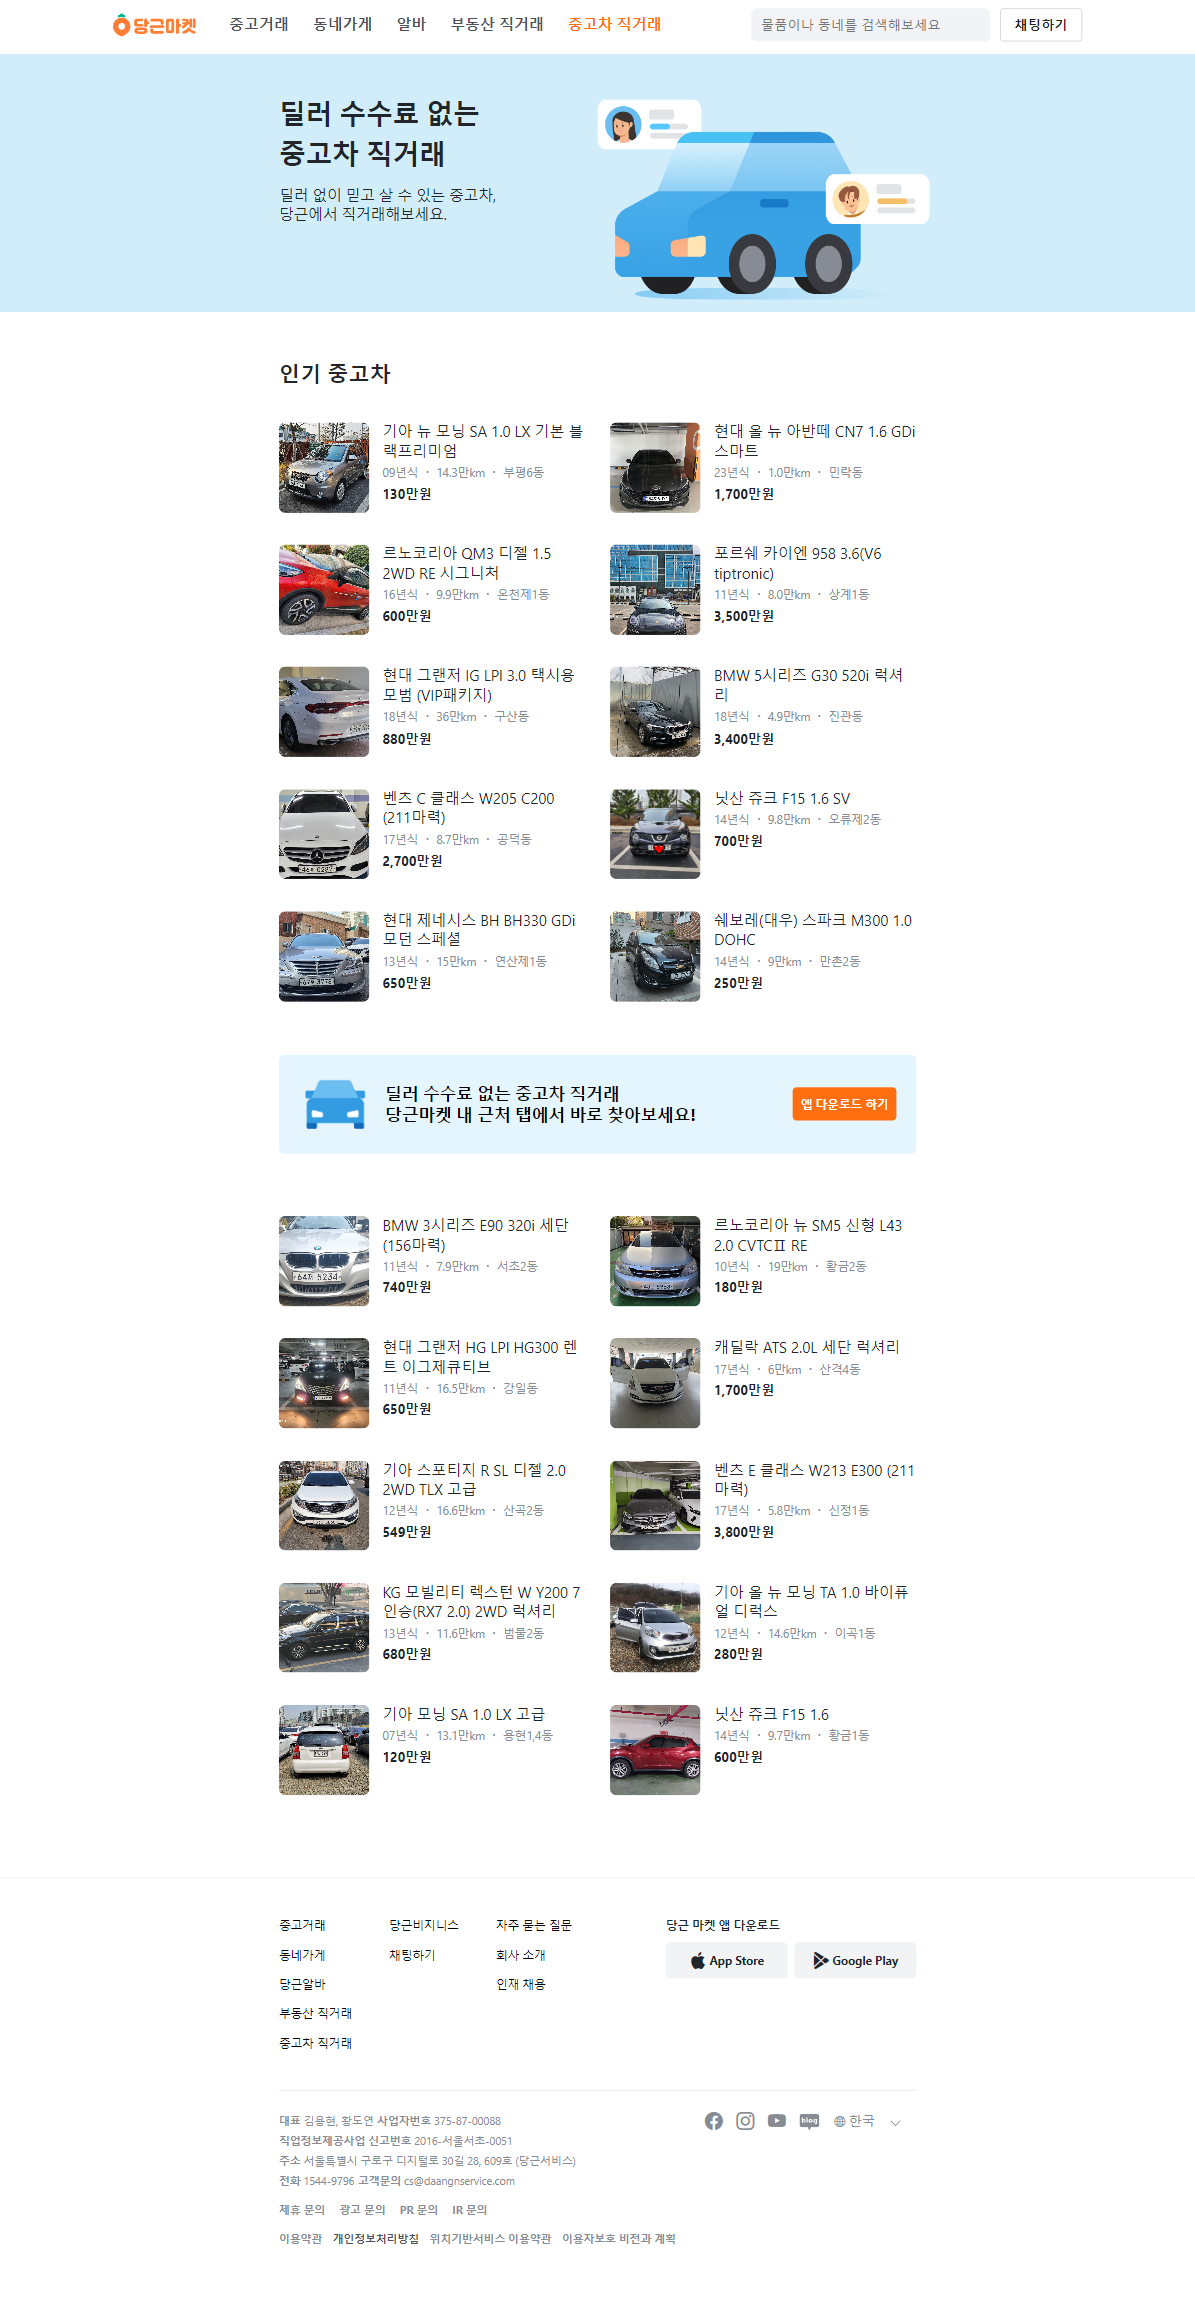 당근마켓
중고거래 동네가게 알바 부동산 직거래 중고차 직거래 물품이나 동네를 검색해보세요 채팅하기
딜러 수수료 없는
중고차 직거래
딜러 없이 믿고 살 수 있는 중고차,
당근에서 직거래해보세요.
인기 중고차
기아 뉴 모닝 SA 1.0 LX 기본 블
랙프리미엄
09년식 · 14.3만km · 부평6동
130만원
현대 올 뉴 아반떼 CN7 1.6 GDi
스마트
23년식 · 1.0만km · 민락동
1,700만원
르노코리아 QM3 디젤 1.5
2WD RE 시그니처
16년식 · 9.9만km · 온천제1동
600만원
포르쉐 카이엔 958 3.6(V6
tiptronic)
11년식 · 8.0만km · 상계1동
3,500만원
현대 그랜저 IG LPI 3.0 택시용
모범 (VIP패키지)
18년식 · 36만km · 구산동
880만원
BMW 5시리즈 G30 520i 럭셔
리
18년식 · 4.9만km · 진관동
3,400만원
벤츠 C 클래스 W205 C200
(211마력)
17년식 · 8.7만km · 공덕동
2,700만원
닛산 쥬크 F15 1.6 SV
14년식 · 9.8만km · 오류제2동
700만원
현대 제네시스 BH BH330 GDi
모던 스페셜
13년식 · 15만km · 연산제1동
650만원
쉐보레(대우) 스파크 M300 1.0
DOHC
14년식 · 9만km · 만촌2동
250만원
딜러 수수료 없는 중고차 직거래
당근마켓 내 근처 탭에서 바로 찾아보세요!
앱 다운로드 하기
BMW 3시리즈 E90 320i 세단
(156마력)
11년식 · 7.9만km · 서초2동
740만원
64저 5234
르노코리아 뉴 SM5 신형 L43
2.0 CVTCⅡ RE
10년식 · 19만km · 황금2동
180만원
현대 그랜저 HG LPI HG300 렌
트 이그제큐티브
11년식 · 16.5만km · 강일동
650만원
캐딜락 ATS 2.0L 세단 럭셔리
17년식 · 6만km · 산격4동
1,700만원
기아 스포티지 R SL 디젤 2.0
2WD TLX 고급
12년식 · 16.6만km · 산곡2동
549만원
벤츠 E 클래스 W213 E300 (211
마력)
17년식 · 5.8만km · 신정1동
3,800만원
KG 모빌리티 렉스턴 W Y200 7
인승(RX7 2.0) 2WD 럭셔리
13년식 · 11.6만km · 범물2동
680만원
기아 올 뉴 모닝 TA 1.0 바이퓨
얼 디럭스
12년식 · 14.6만km · 이곡1동
280만원
기아 모닝 SA 1.0 LX 고급
07년식 · 13.1만km · 용현1,4동
120만원
닛산 쥬크 F15 1.6
14년식 · 9.7만km · 황금1동
600만원
중고거래 당근비지니스 자주 묻는 질문 당근 마켓 앱 다운로드
동네가게 채팅하기 회사 소개 App Store Google Play
당근알바 인재 채용
부동산 직거래
중고차 직거래
대표 김용현, 황도연 사업자번호 375-87-00088
blog 한국
직업정보제공사업 신고번호 2016-서울서초-0051
주소 서울특별시 구로구 디지털로 30길 28, 609호 (당근서비스)
전화 1544-9796 고객문의 cs@daangnservice.com
제휴 문의 광고 문의 PR 문의 IR 문의
이용약관 개인정보처리방침 위치기반서비스 이용약관 이용자보호 비전과 계획